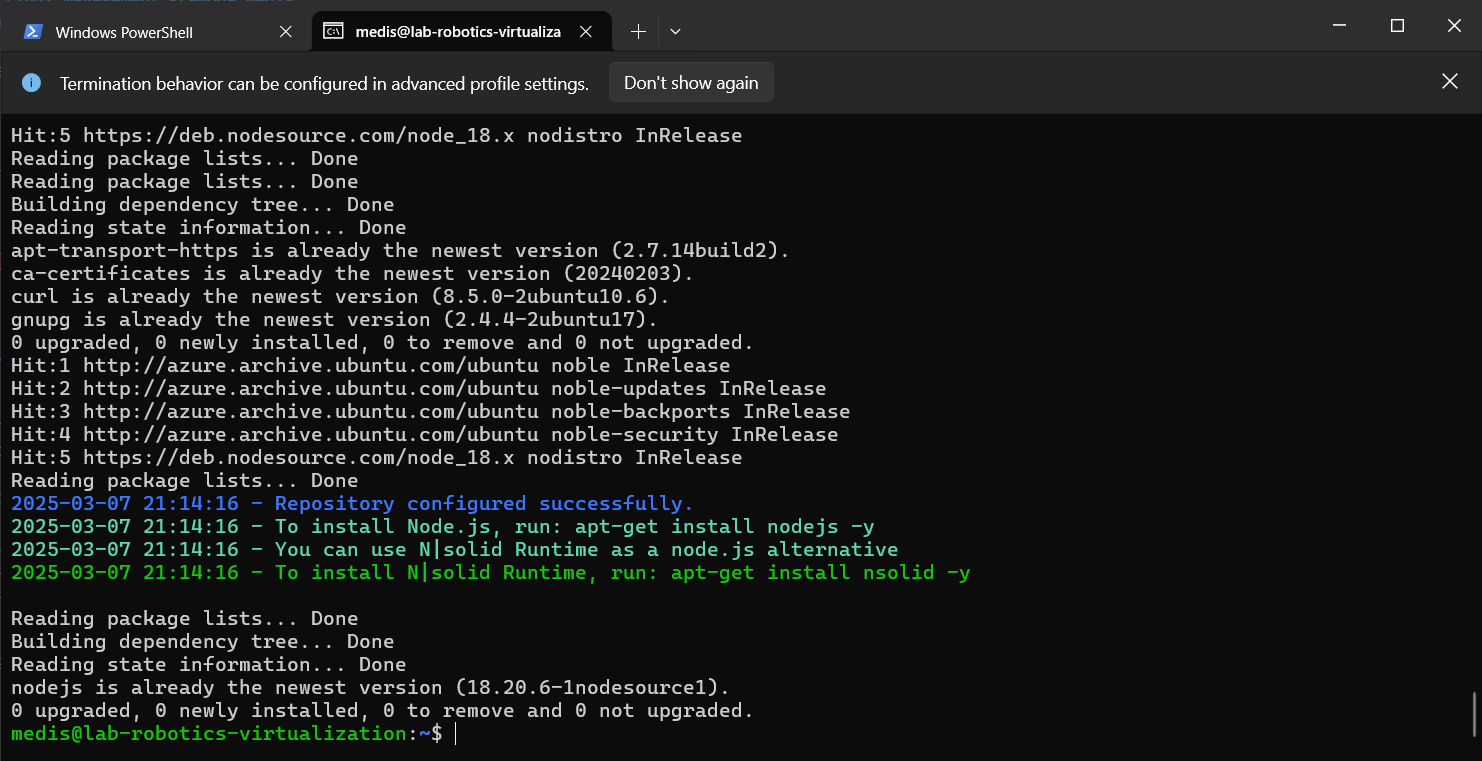 Windows PowerShell
medis@lab-robotics-virtualiza
Termination behavior can be configured in advanced profile settings.
Don't show again
Hit:5 https://deb.nodesource.com/node_18.x nodistro InRelease
Reading package lists... Done
Reading package lists... Done
Building dependency tree... Done
Reading state information... Done
apt-transport-https is already the newest version (2.7.14build2).
ca-certificates is already the newest version (20240203).
curl is already the newest version (8.5.0-2ubuntu10.6).
gnupg is already the newest version (2.4.4-2ubuntu17).
0 upgraded, 0 newly installed, 0 to remove and 0 not upgraded.
Hit:1 http://azure.archive.ubuntu.com/ubuntu noble InRelease
Hit:2 http://azure.archive.ubuntu.com/ubuntu noble-updates InRelease
Hit:3 http://azure.archive.ubuntu.com/ubuntu noble-backports InRelease
Hit:4 http://azure.archive.ubuntu.com/ubuntu noble-security InRelease
Hit:5 https://deb.nodesource.com/node_18.x nodistro InRelease
Reading package lists... Done
2025-03-07 21:14:16 - Repository configured successfully.
2025-03-07 21:14:16 - To install Node.js, run: apt-get install nodejs -y
2025-03-07 21:14:16 - You can use N|solid Runtime as a node.js alternative
2025-03-07 21:14:16 - To install N|solid Runtime, run: apt-get install nsolid -y
Reading package lists... Done
Building dependency tree... Done
Reading state information... Done
nodejs is already the newest version (18.20.6-1nodesource1).
0 upgraded, 0 newly installed, 0 to remove and 0 not upgraded.
medis@lab-robotics-virtualization:~$